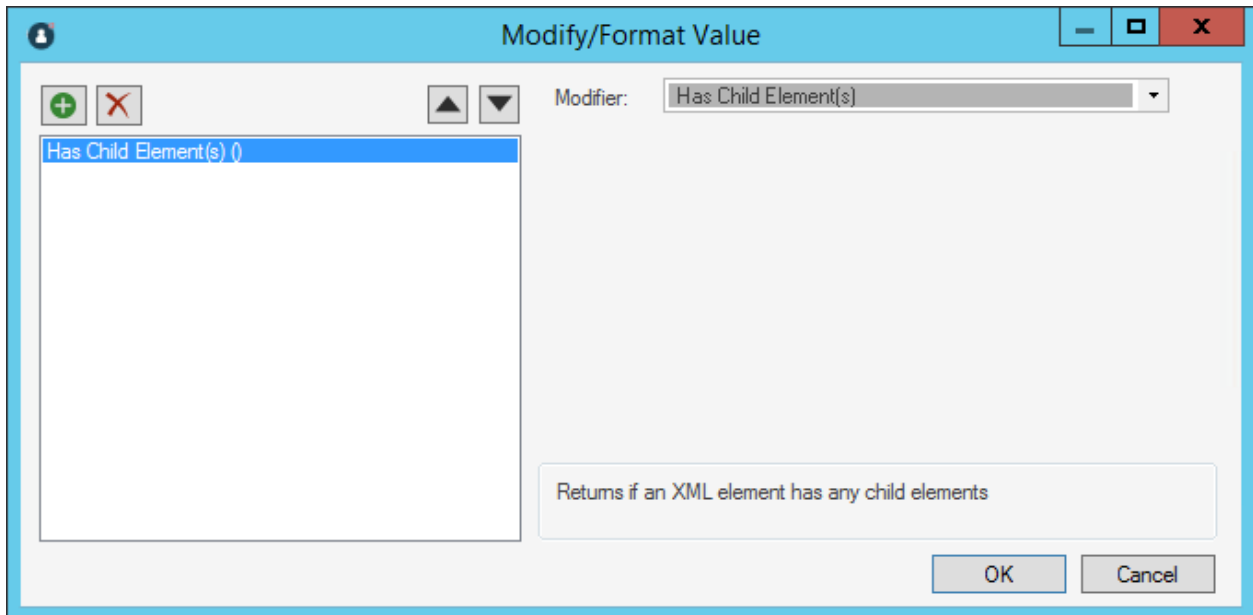 Modify/Format Value
Modifier:
Has Child Element(s)
Has Child Element(s) ()
Returns if an XML element has any child elements
OK
Cancel